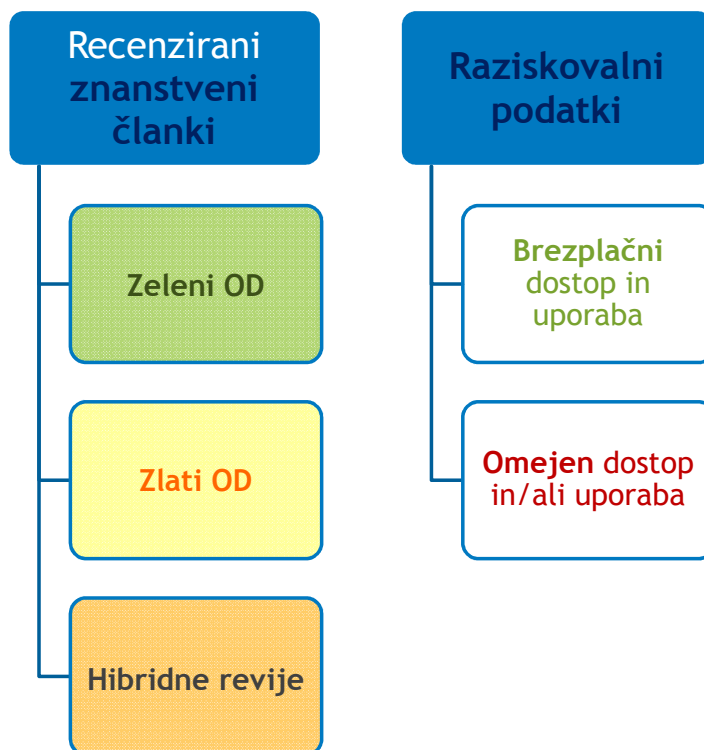 Recenzirani
znanstveni
članki
Zeleni OD
Zlati OD
Hibridne revije
Raziskovalni
podatki
Brezplačni
dostop in
uporaba
Omejen dostop
in/ali uporaba